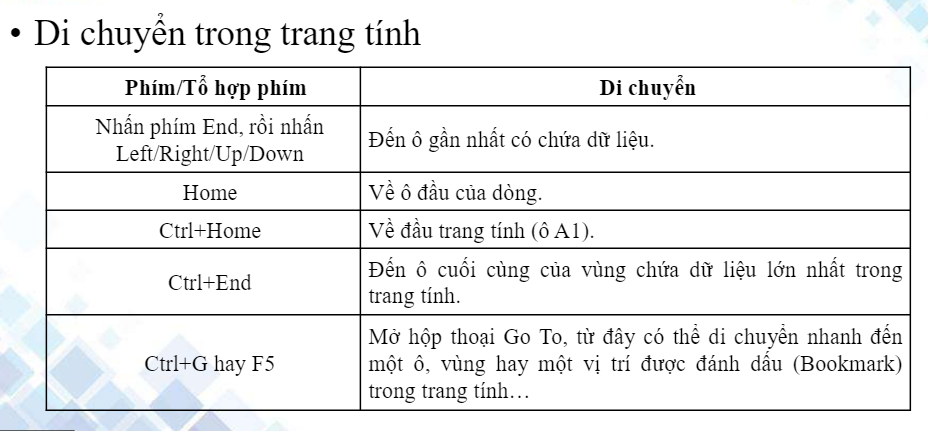 • Di chuyển trong trang tính
Phím/Tổ hợp phím
Di chuyển
Nhấn phím End, rồi nhấn
Left/Right/Up/Down
Đến ô gần nhất có chứa dữ liệu.
Home
Về ô đầu của dòng.
Ctrl+Home
Về đầu trang tính (ô A1).
Ctrl+End
Đến ô cuối cùng của vùng chứa dữ liệu lớn nhất trong
trang tính.
Ctrl+G hay F5
Mở hộp thoại Go To, từ đây có thể di chuyển nhanh đến
một ô, vùng hay một vị trí được đánh dấu (Bookmark)
trong trang tính…